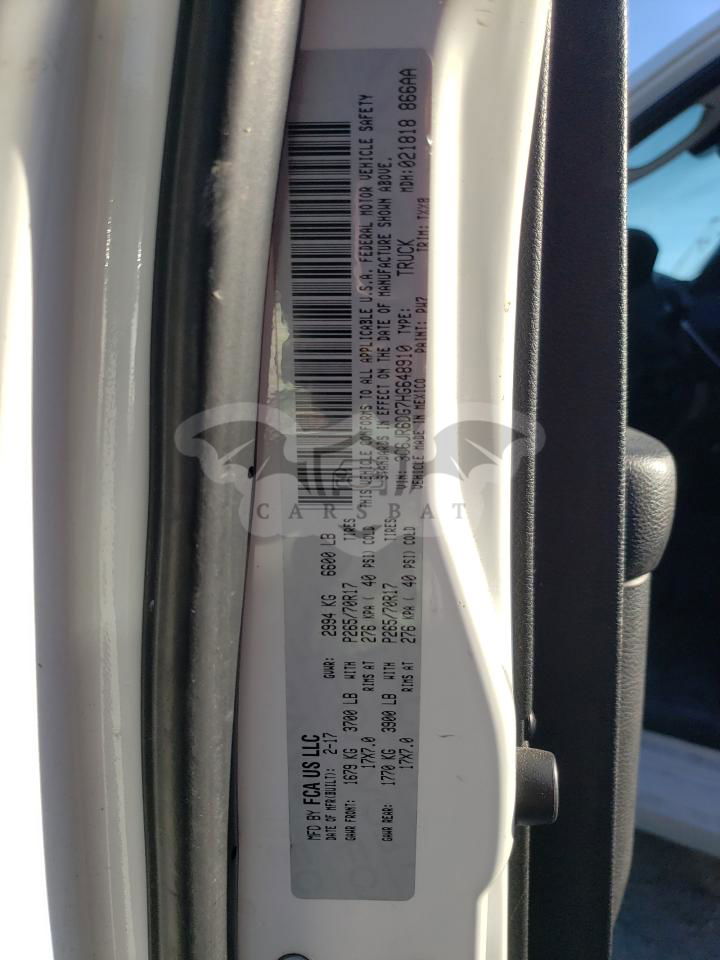 MFD BY FCA US LLC
DATE OF MFR(BUILT): 2-17 GVWR: 2994 KG 6600 LB
GAWR FRONT: 1679 KG 3700 LB WITH P265/70R17 TIRES
17X7.0 RIMS AT 276 KPA ( 40 PSI) COLD
GAWR REAR: 1770 KG 3900 LB WITH P265/70R17 TIRES
17X7.0 RIMS AT 276 KPA ( 40 PSI) COLD
THIS VEHICLE CONFORMS TO ALL APPLICABLE U.S.A. FEDERAL MOTOR VEHICLE SAFETY
STANDARDS IN EFFECT ON THE DATE OF MANUFACTURE SHOWN ABOVE.
VIN: 3C6JR6DG7HG648910 TYPE: TRUCK MDH: 021818 866AA
VEHICLE MADE IN MEXICO PAINT: PW7 TRIM: TXX8
CARSBAT